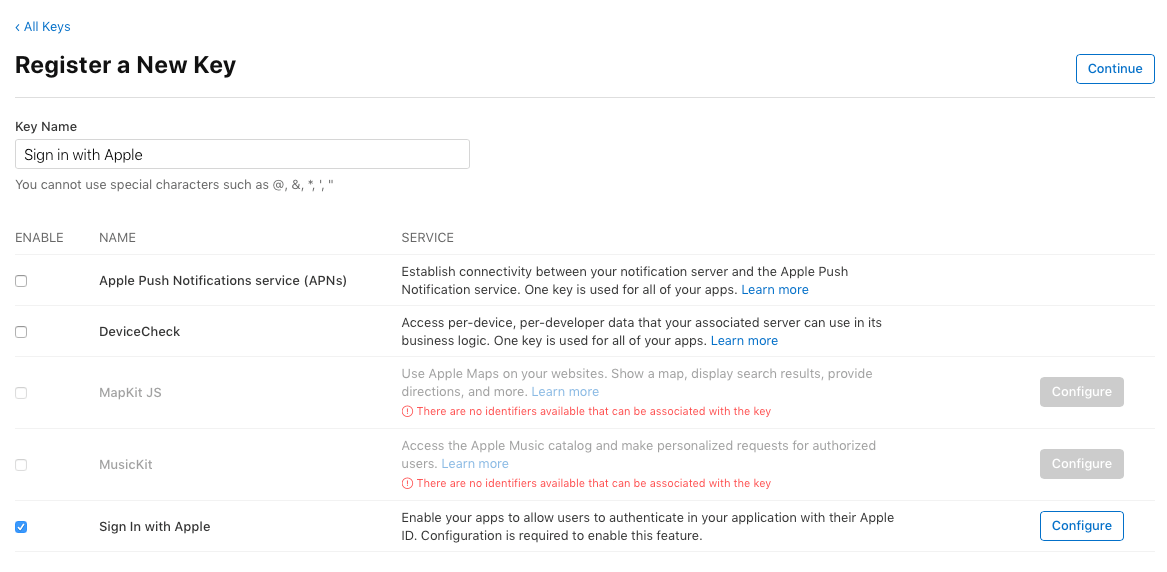 ‹ All Keys
Register a New Key
Continue
Key Name
Sign in with Apple
You cannot use special characters such as @, &, *, ', "
ENABLE NAME SERVICE
Apple Push Notifications service (APNs)
Establish connectivity between your notification server and the Apple Push
Notification service. One key is used for all of your apps. Learn more
DeviceCheck
Access per-device, per-developer data that your associated server can use in its
business logic. One key is used for all of your apps. Learn more
MapKit JS
Use Apple Maps on your websites. Show a map, display search results, provide
directions, and more. Learn more
There are no identifiers available that can be associated with the key
Configure
MusicKit
Access the Apple Music catalog and make personalized requests for authorized
users. Learn more
There are no identifiers available that can be associated with the key
Configure
Sign In with Apple
Enable your apps to allow users to authenticate in your application with their Apple
ID. Configuration is required to enable this feature.
Configure